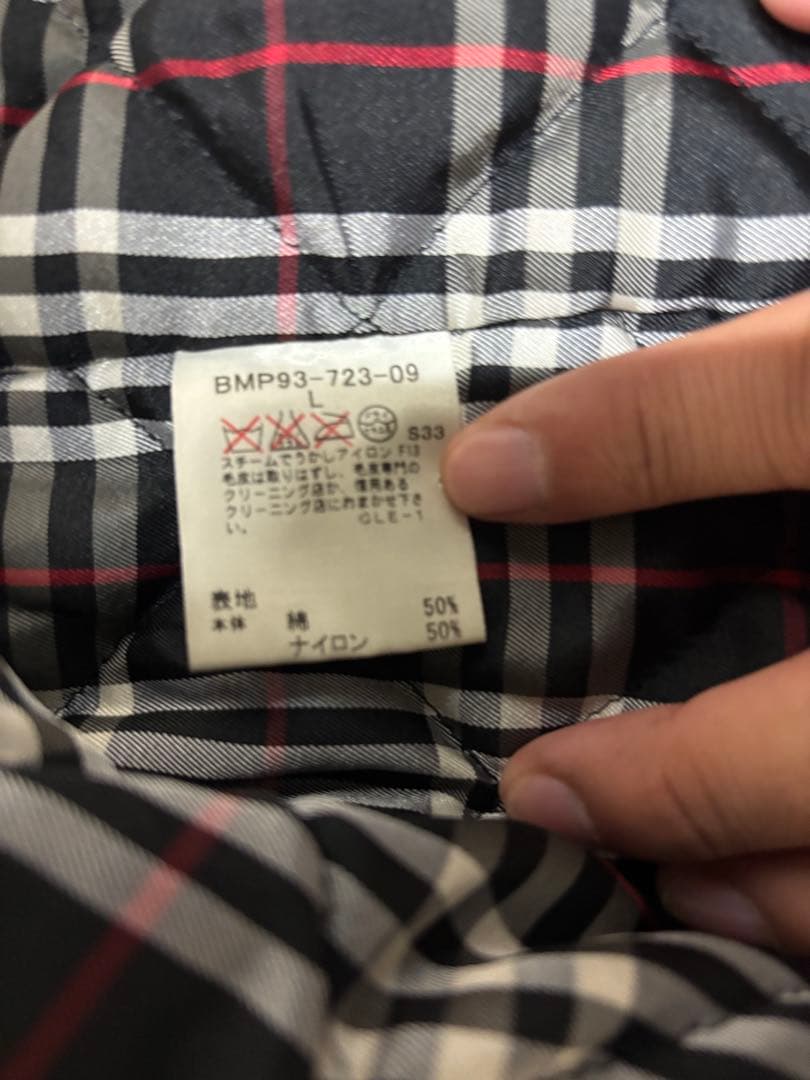 BMP93-723-09
L
S33
スチームでうかしアイロン F13
毛皮は取りはずし、毛皮専門の
クリーニング店か、信用ある
クリーニング店におまかせ下さ
い。 GLE-1
表地
本体 綿 50%
ナイロン 50%